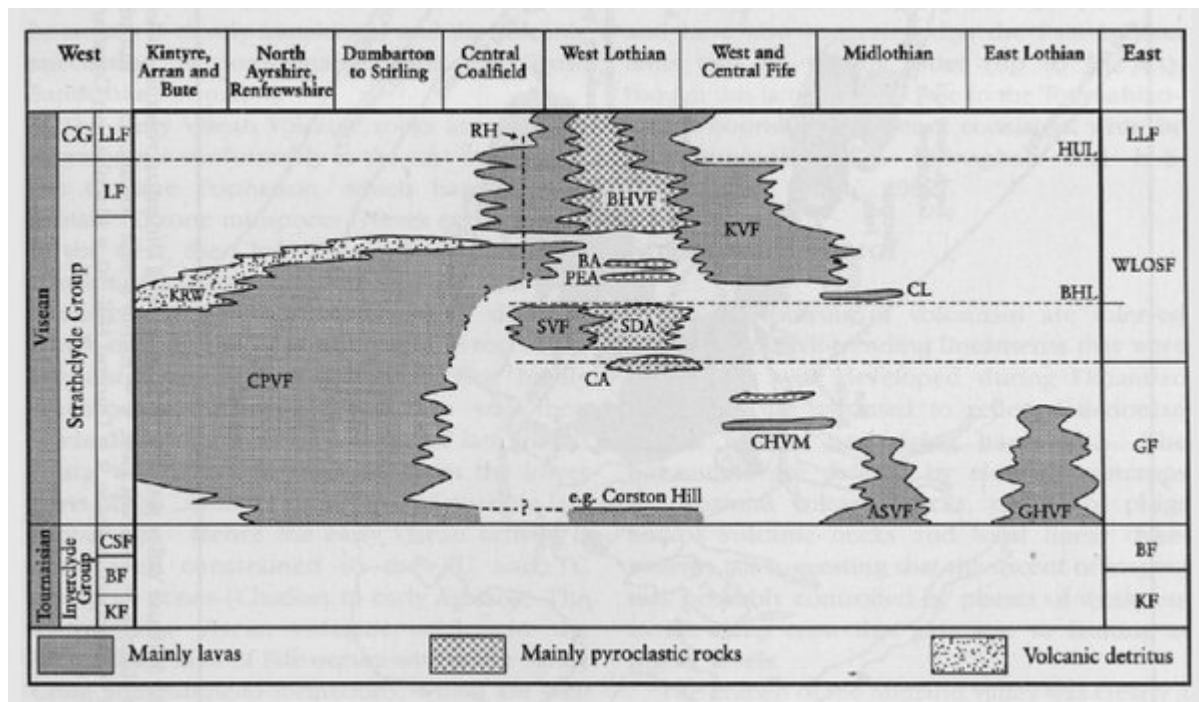 West
Kintyre,
Arran and
Bute
North
Ayrshire,
Renfrewshire
Dumbarton
to Stirling
Central
Coalfield
West Lothian
West and
Central Fife
Midlothian
East Lothian
East
Visean
Strathclyde Group
CG
LLF
LF
RH
BHVF
KVF
HUL
LLF
KRW
BA
PEA
?
?
CL
BHL
WLOSF
CPVF
SVF
SDA
CA
CHVM
GF
?
e.g. Corston Hill
ASVF
GHVF
Tournaisian
Inverclyde
Group
CSF
BF
KF
BF
KF
Mainly lavas
Mainly pyroclastic rocks
Volcanic detritus